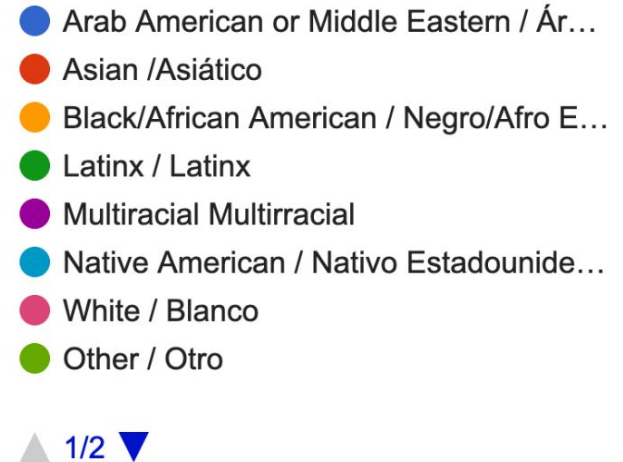 Arab American or Middle Eastern / Ár…
Asian /Asiático
Black/African American / Negro/Afro E…
Latinx / Latinx
Multiracial Multirracial
Native American / Nativo Estadounide…
White / Blanco
Other / Otro
1/2